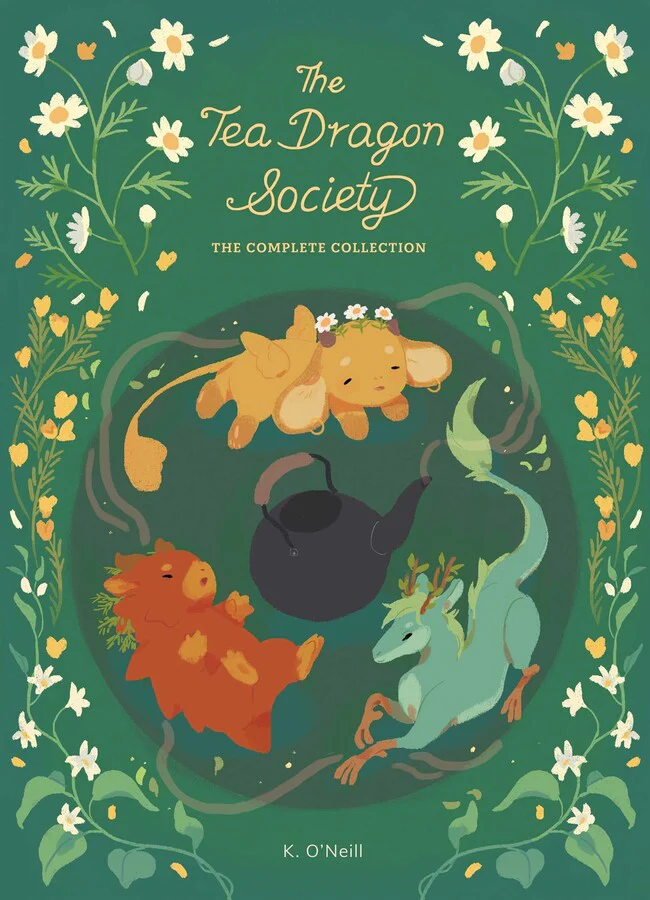 The
Tea Dragon
Society
THE COMPLETE COLLECTION
K. O'Neill